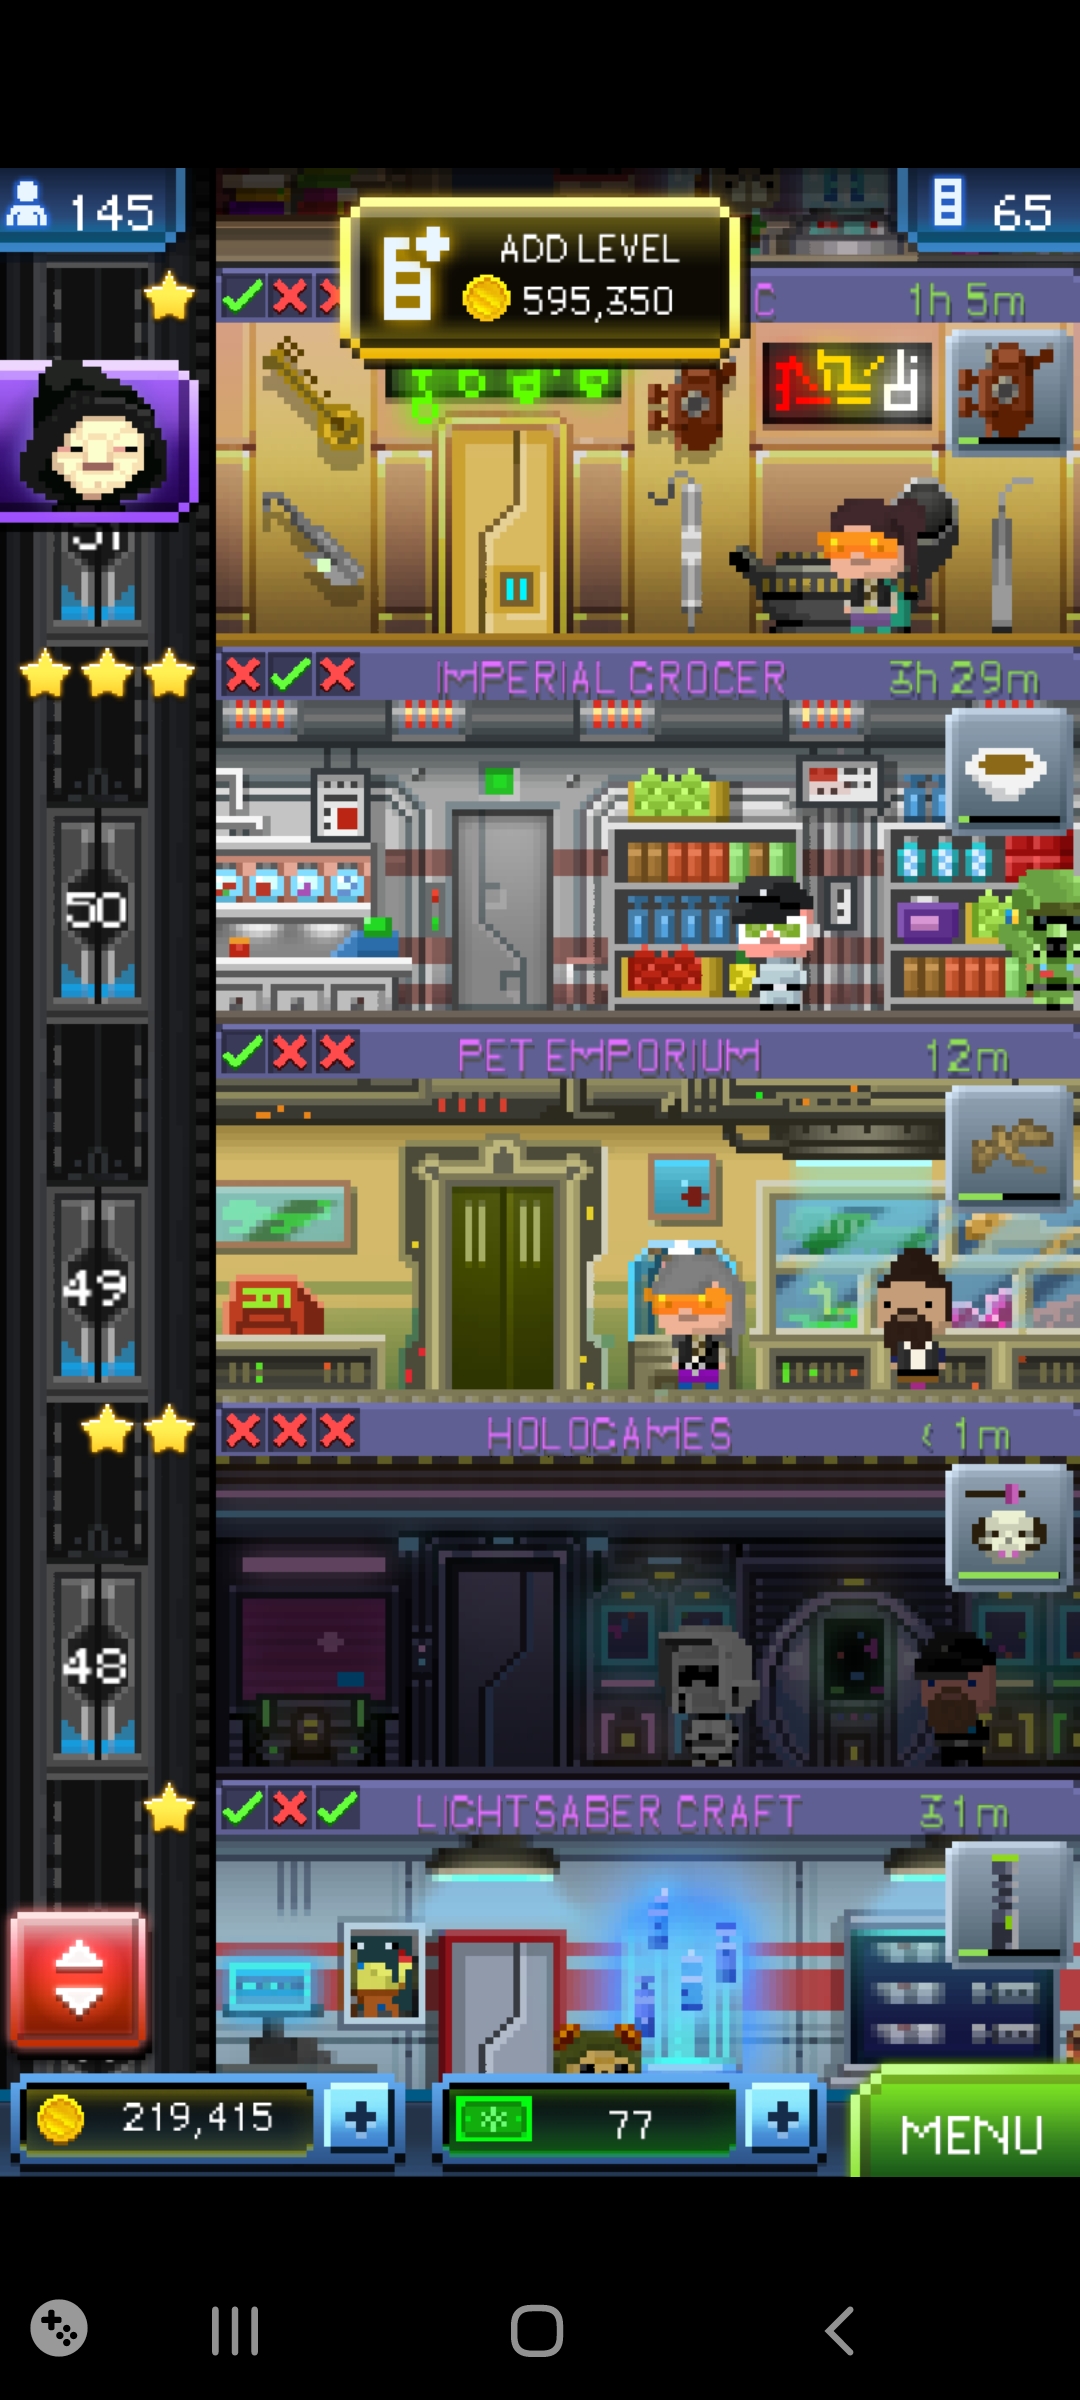 145
ADD LEVEL
595,350
65
C 1h 5m
51
IMPERIAL GROCER 3h 29m
50
PET EMPORIUM 12m
49
HOLOGAMES < 1m
48
LIGHTSABER CRAFT 31m
219,415
77
MENU